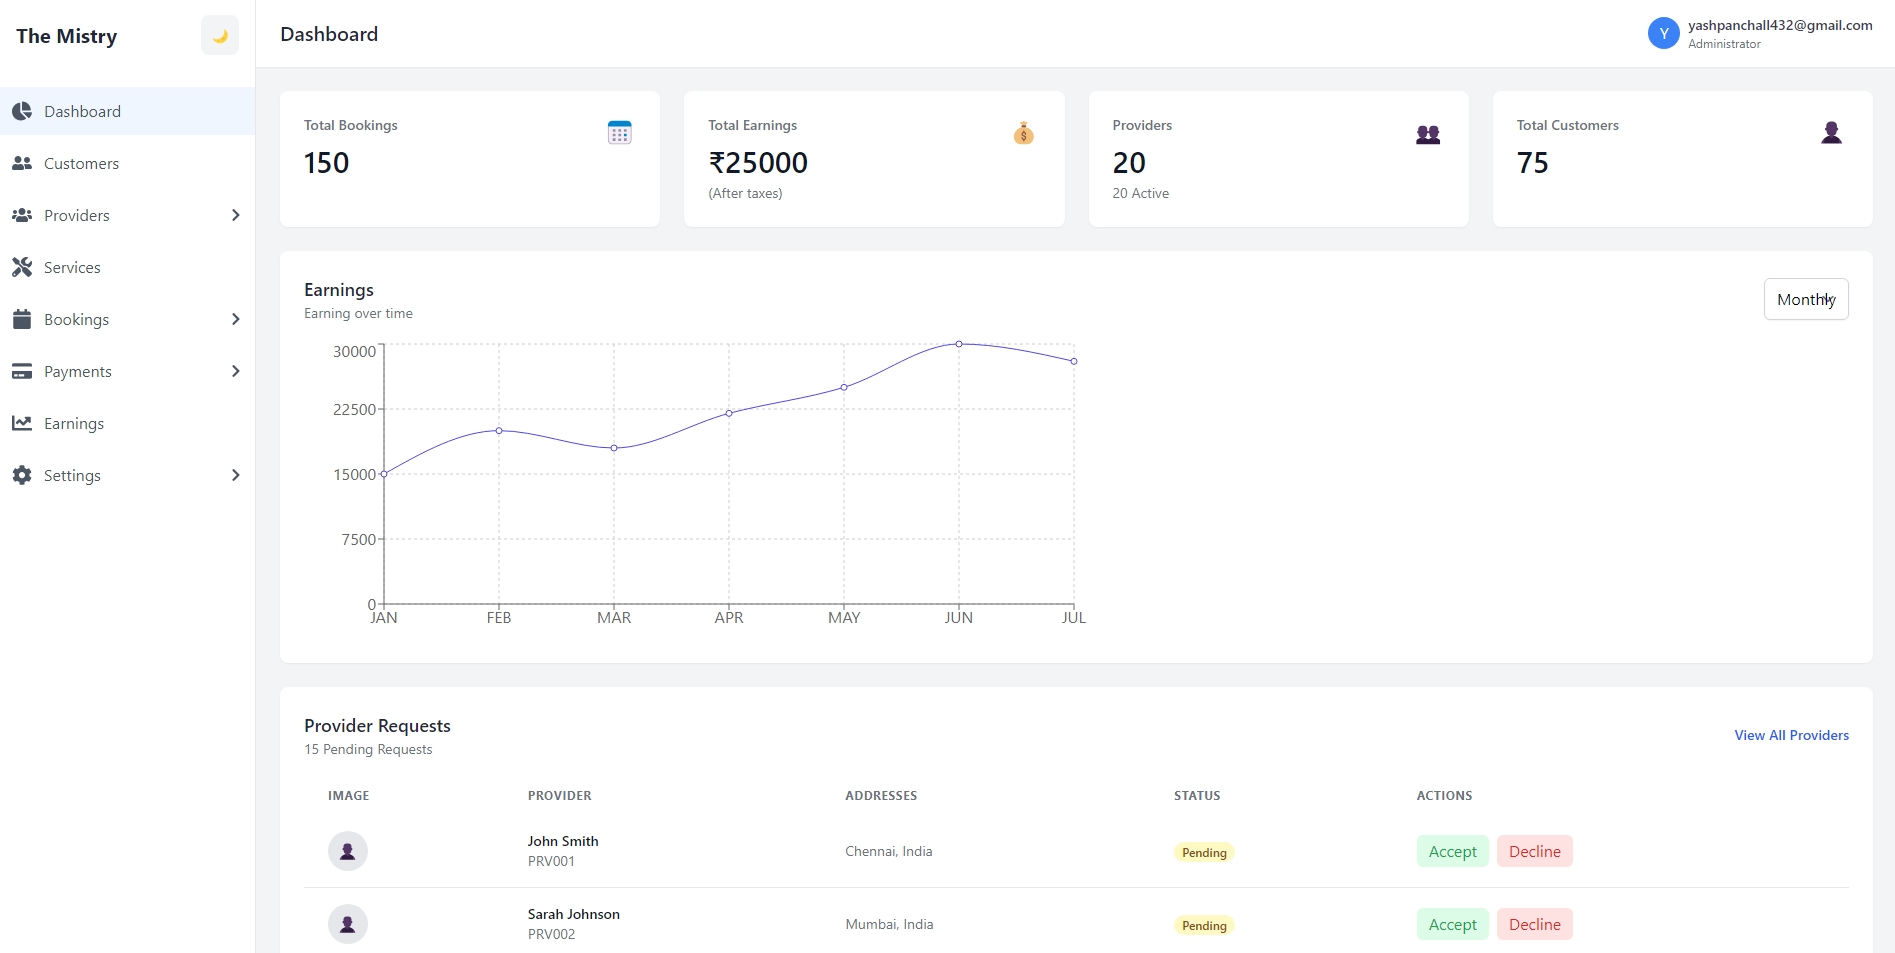 The Mistry
Dashboard
Customers
Providers
Services
Bookings
Payments
Earnings
Settings
Dashboard
Y
yashpanchall432@gmail.com
Administrator
Total Bookings
150
Total Earnings
₹25000
(After taxes)
Providers
20
20 Active
Total Customers
75
Earnings
Earning over time
Monthly
30000
22500
15000
7500
0
JAN FEB MAR APR MAY JUN JUL
Provider Requests
15 Pending Requests
View All Providers
IMAGE PROVIDER ADDRESSES STATUS ACTIONS
John Smith
PRV001
Chennai, India
Pending
Accept Decline
Sarah Johnson
PRV002
Mumbai, India
Pending
Accept Decline